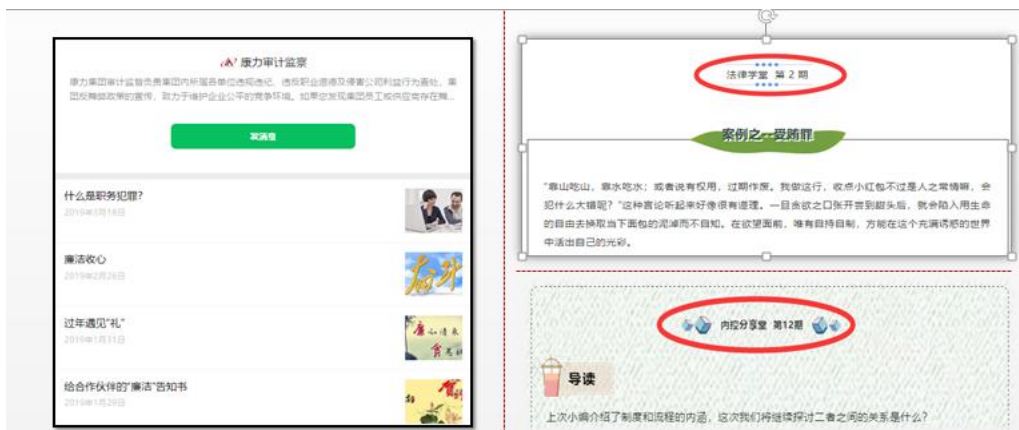 康力审计监察
康力集团审计监督负责集团内所有各单位违规违纪、违反职业道德及侵害公司利益行为查处、集
团反舞弊政策的宣传,致力于维护企业公平的竞争环境。如果您发现集团员工或供应商存在舞...
发消息
什么是职务犯罪?
2019年3月18日
廉洁收心
2019年2月26日
过年遇见"礼"
2019年1月31日
给合作伙伴的"廉洁"告知书
2019年1月29日
奋斗
法律学堂 第 2 期
案例之一受贿罪
"靠山吃山,靠水吃水;或者说有权用,过期作废。我做这行,收点小红包不过是人之常情嘛,会
犯什么大错呢?"这种言论听起来好像很有道理。一旦贪欲之口张开尝到甜头后,就会陷入用生命
的自由去换取当下面包的泥淖而不自知。在欲望面前,唯有自持自制,方能在这个充满诱惑的世界
中活出自己的光彩。
内控分享堂 第12期
导读
上次小编介绍了制度和流程的内涵,这次我们将继续探讨二者之间的关系是什么?